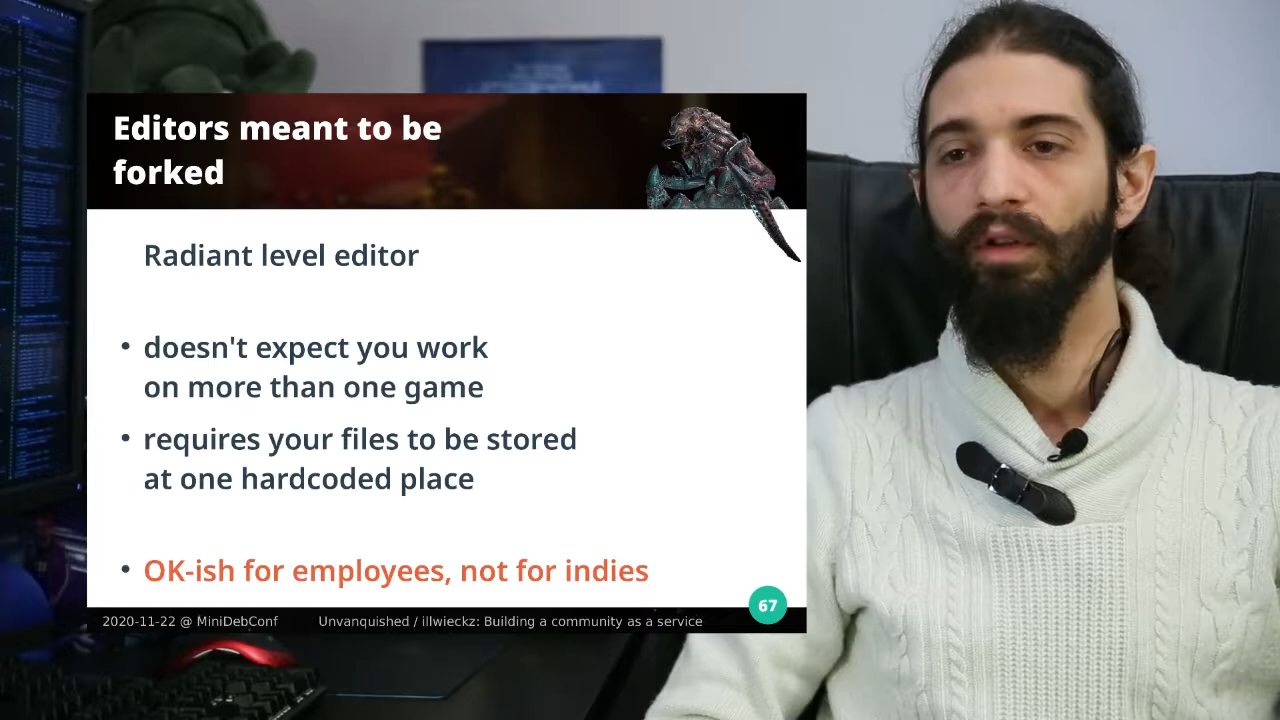 Editors meant to be
forked
Radiant level editor
• doesn't expect you work
on more than one game
• requires your files to be stored
at one hardcoded place
• OK-ish for employees, not for indies
67
2020-11-22 @ MiniDebConf
Unvanquished / illwieckz: Building a community as a service